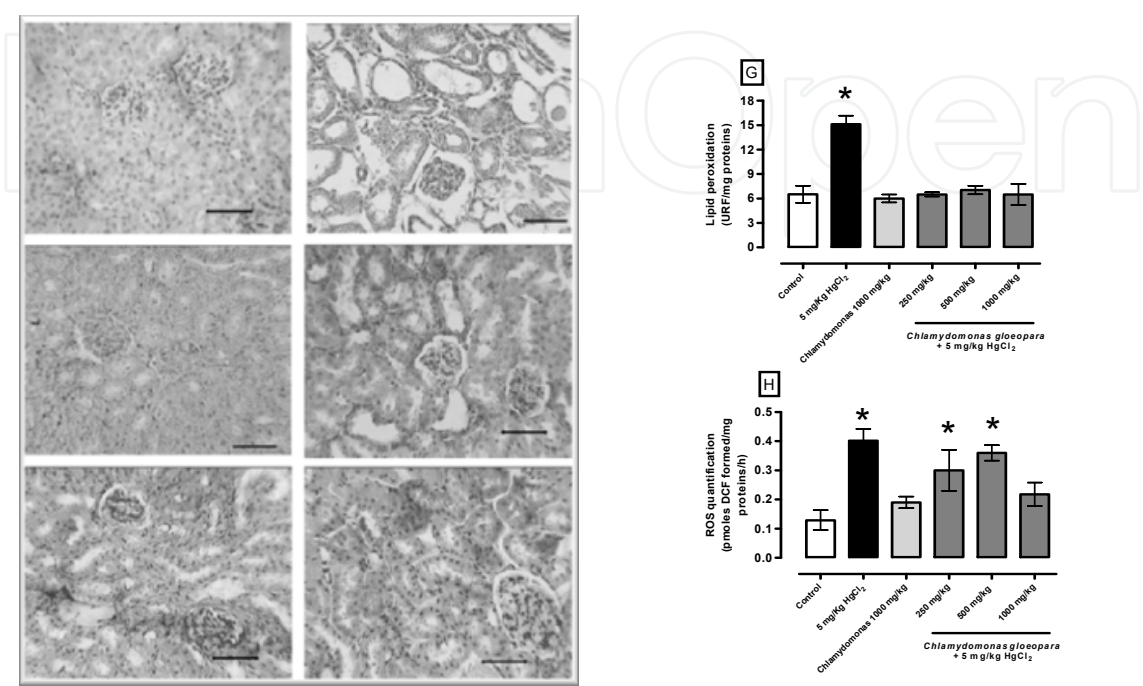 G
*
Lipid peroxidation
(URF/mg proteins)
18
15
12
9
6
3
0
Control
5 mg/Kg HgCl₂
Chlamydomonas 1000 mg/kg
250 mg/kg
500 mg/kg
1000 mg/kg
Chlamydomonas gloeopara
+ 5 mg/kg HgCl₂
H
* * *
ROS quantification
(pmoles DCF formed/mg
proteins/h)
0.5
0.4
0.3
0.2
0.1
0.0
Control
5 mg/Kg HgCl₂
Chlamydomonas 1000 mg/kg
250 mg/kg
500 mg/kg
1000 mg/kg
Chlamydomonas gloeopara
+ 5 mg/kg HgCl₂
Open